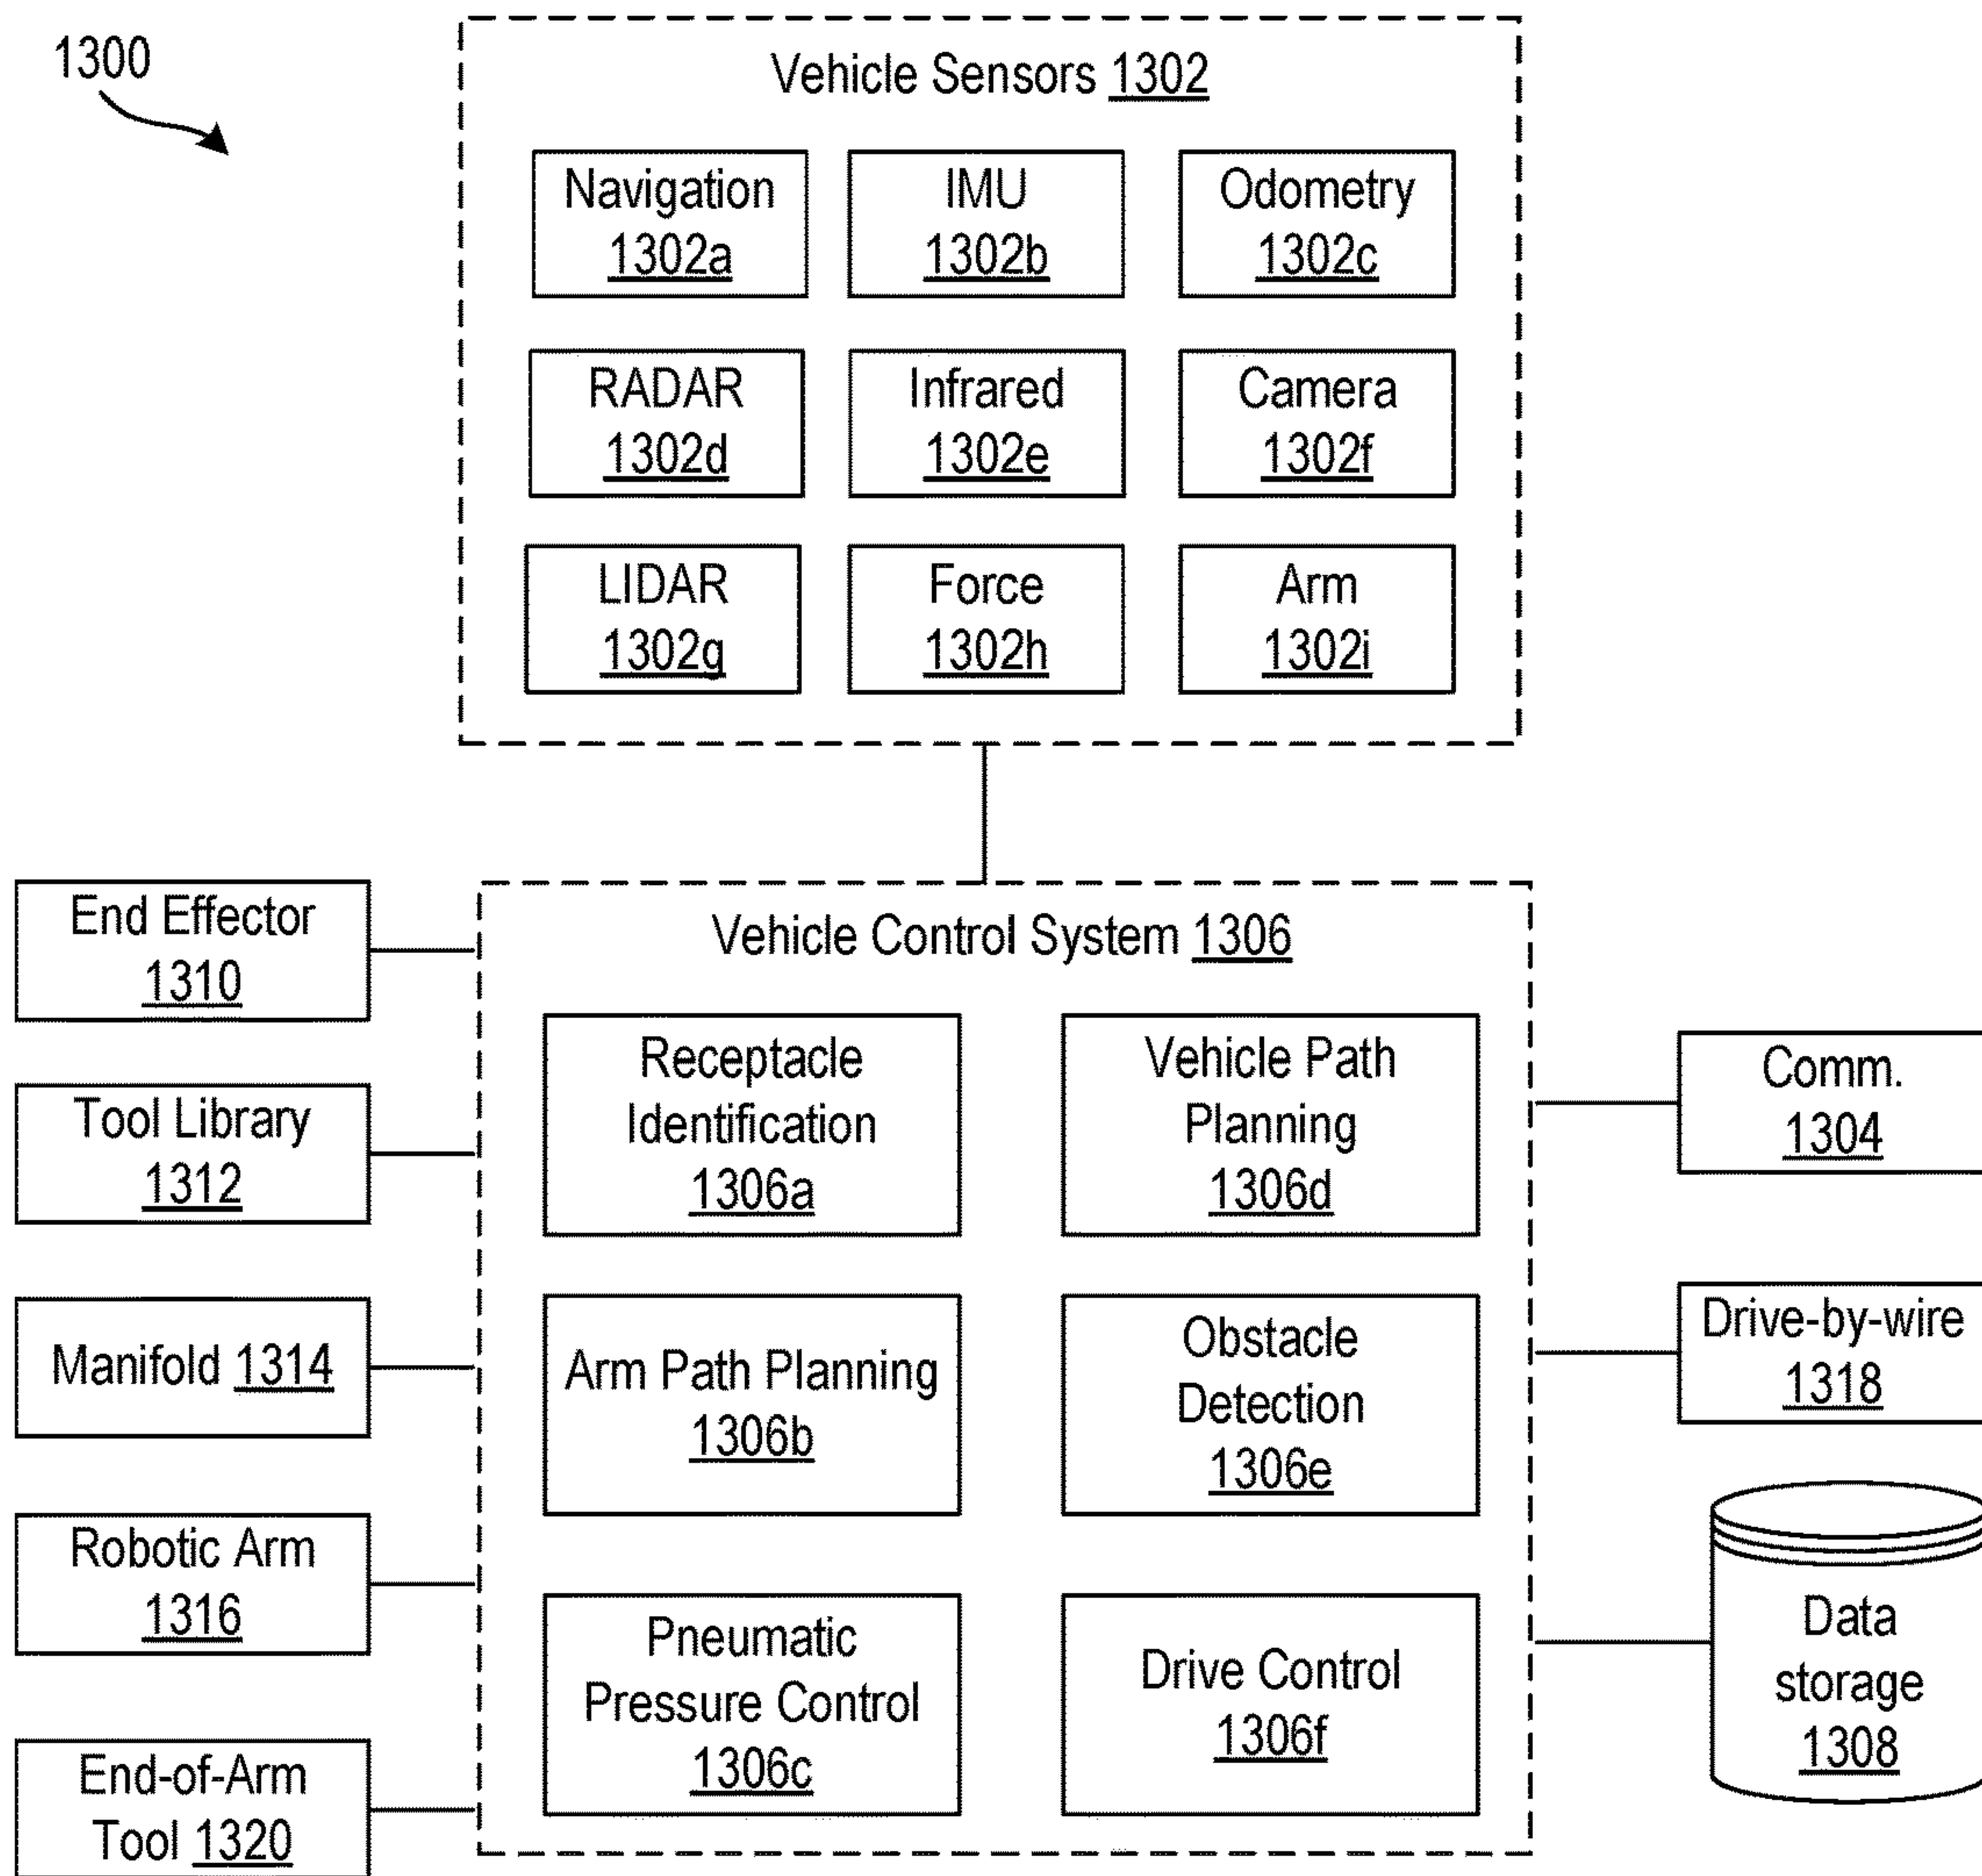 1300
Vehicle Sensors 1302
Navigation
1302a
IMU
1302b
Odometry
1302c
RADAR
1302d
Infrared
1302e
Camera
1302f
LIDAR
1302g
Force
1302h
Arm
1302i
End Effector
1310
Tool Library
1312
Manifold 1314
Robotic Arm
1316
End-of-Arm
Tool 1320
Vehicle Control System 1306
Receptacle
Identification
1306a
Vehicle Path
Planning
1306d
Arm Path Planning
1306b
Obstacle
Detection
1306e
Pneumatic
Pressure Control
1306c
Drive Control
1306f
Comm.
1304
Drive-by-wire
1318
Data
storage
1308